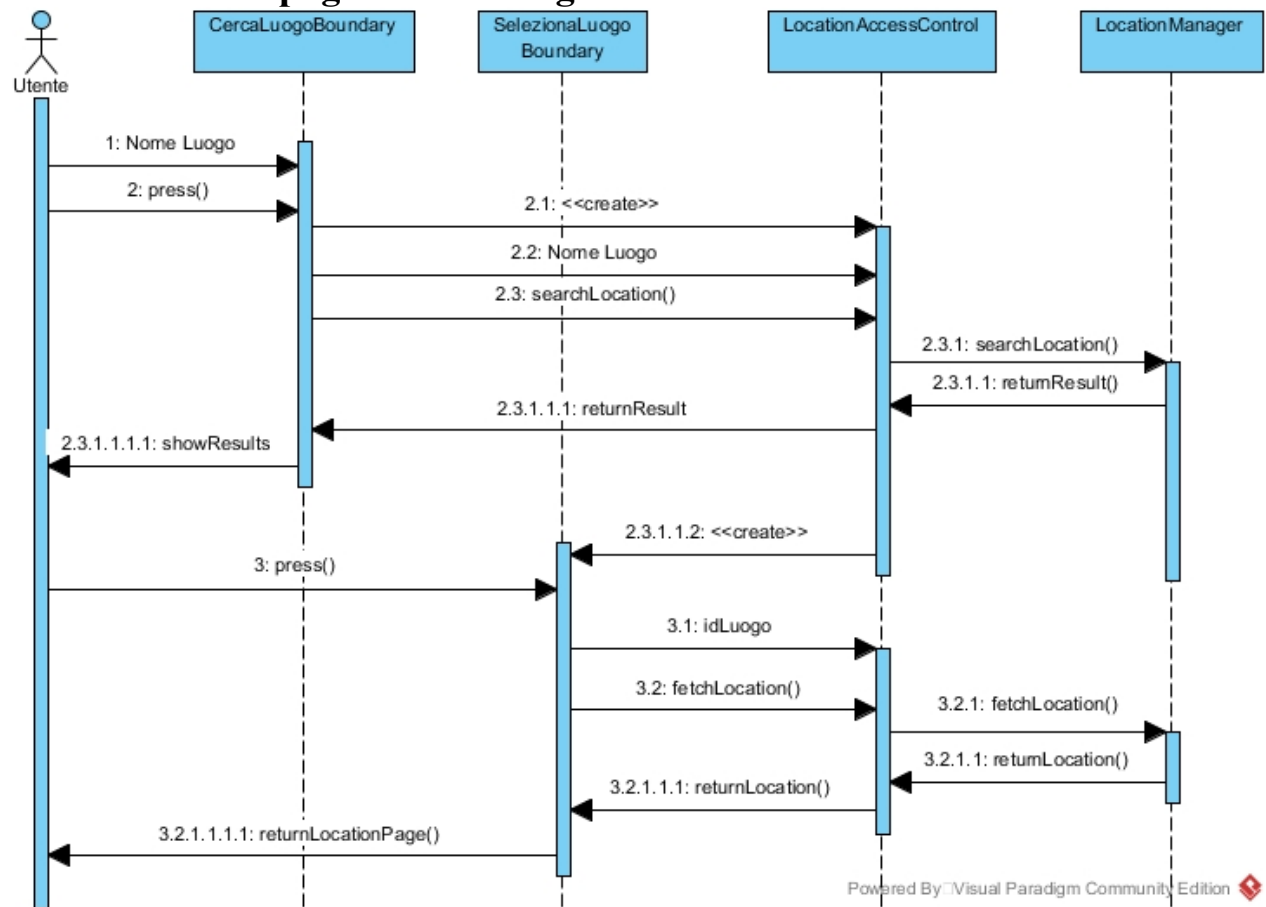 CercaLuogoBoundary
SelezionaLuogo
Boundary
LocationAccessControl
LocationManager
Utente
1: Nome Luogo
2: press()
2.1: <<create>>
2.2: Nome Luogo
2.3: searchLocation()
2.3.1: searchLocation()
2.3.1.1: returnResult()
2.3.1.1.1: returnResult
2.3.1.1.1.1: showResults
2.3.1.1.2: <<create>>
3: press()
3.1: idLuogo
3.2: fetchLocation()
3.2.1: fetchLocation()
3.2.1.1: returnLocation()
3.2.1.1.1: returnLocation()
3.2.1.1.1.1: returnLocationPage()
Powered By Visual Paradigm Community Edition